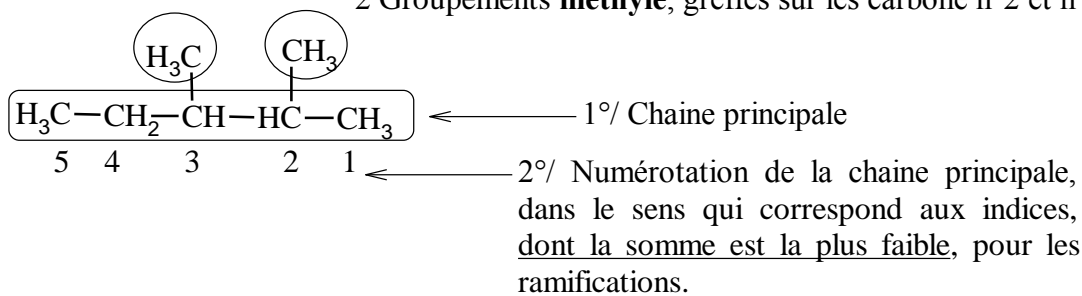 2 Groupements méthyle, greffés sur les carbone n°2 et n
H₃C CH₃
H₃C—CH₂—CH—HC—CH₃ 1°/ Chaine principale
5 4 3 2 1
2°/ Numérotation de la chaine principale,
dans le sens qui correspond aux indices,
dont la somme est la plus faible, pour les
ramifications.